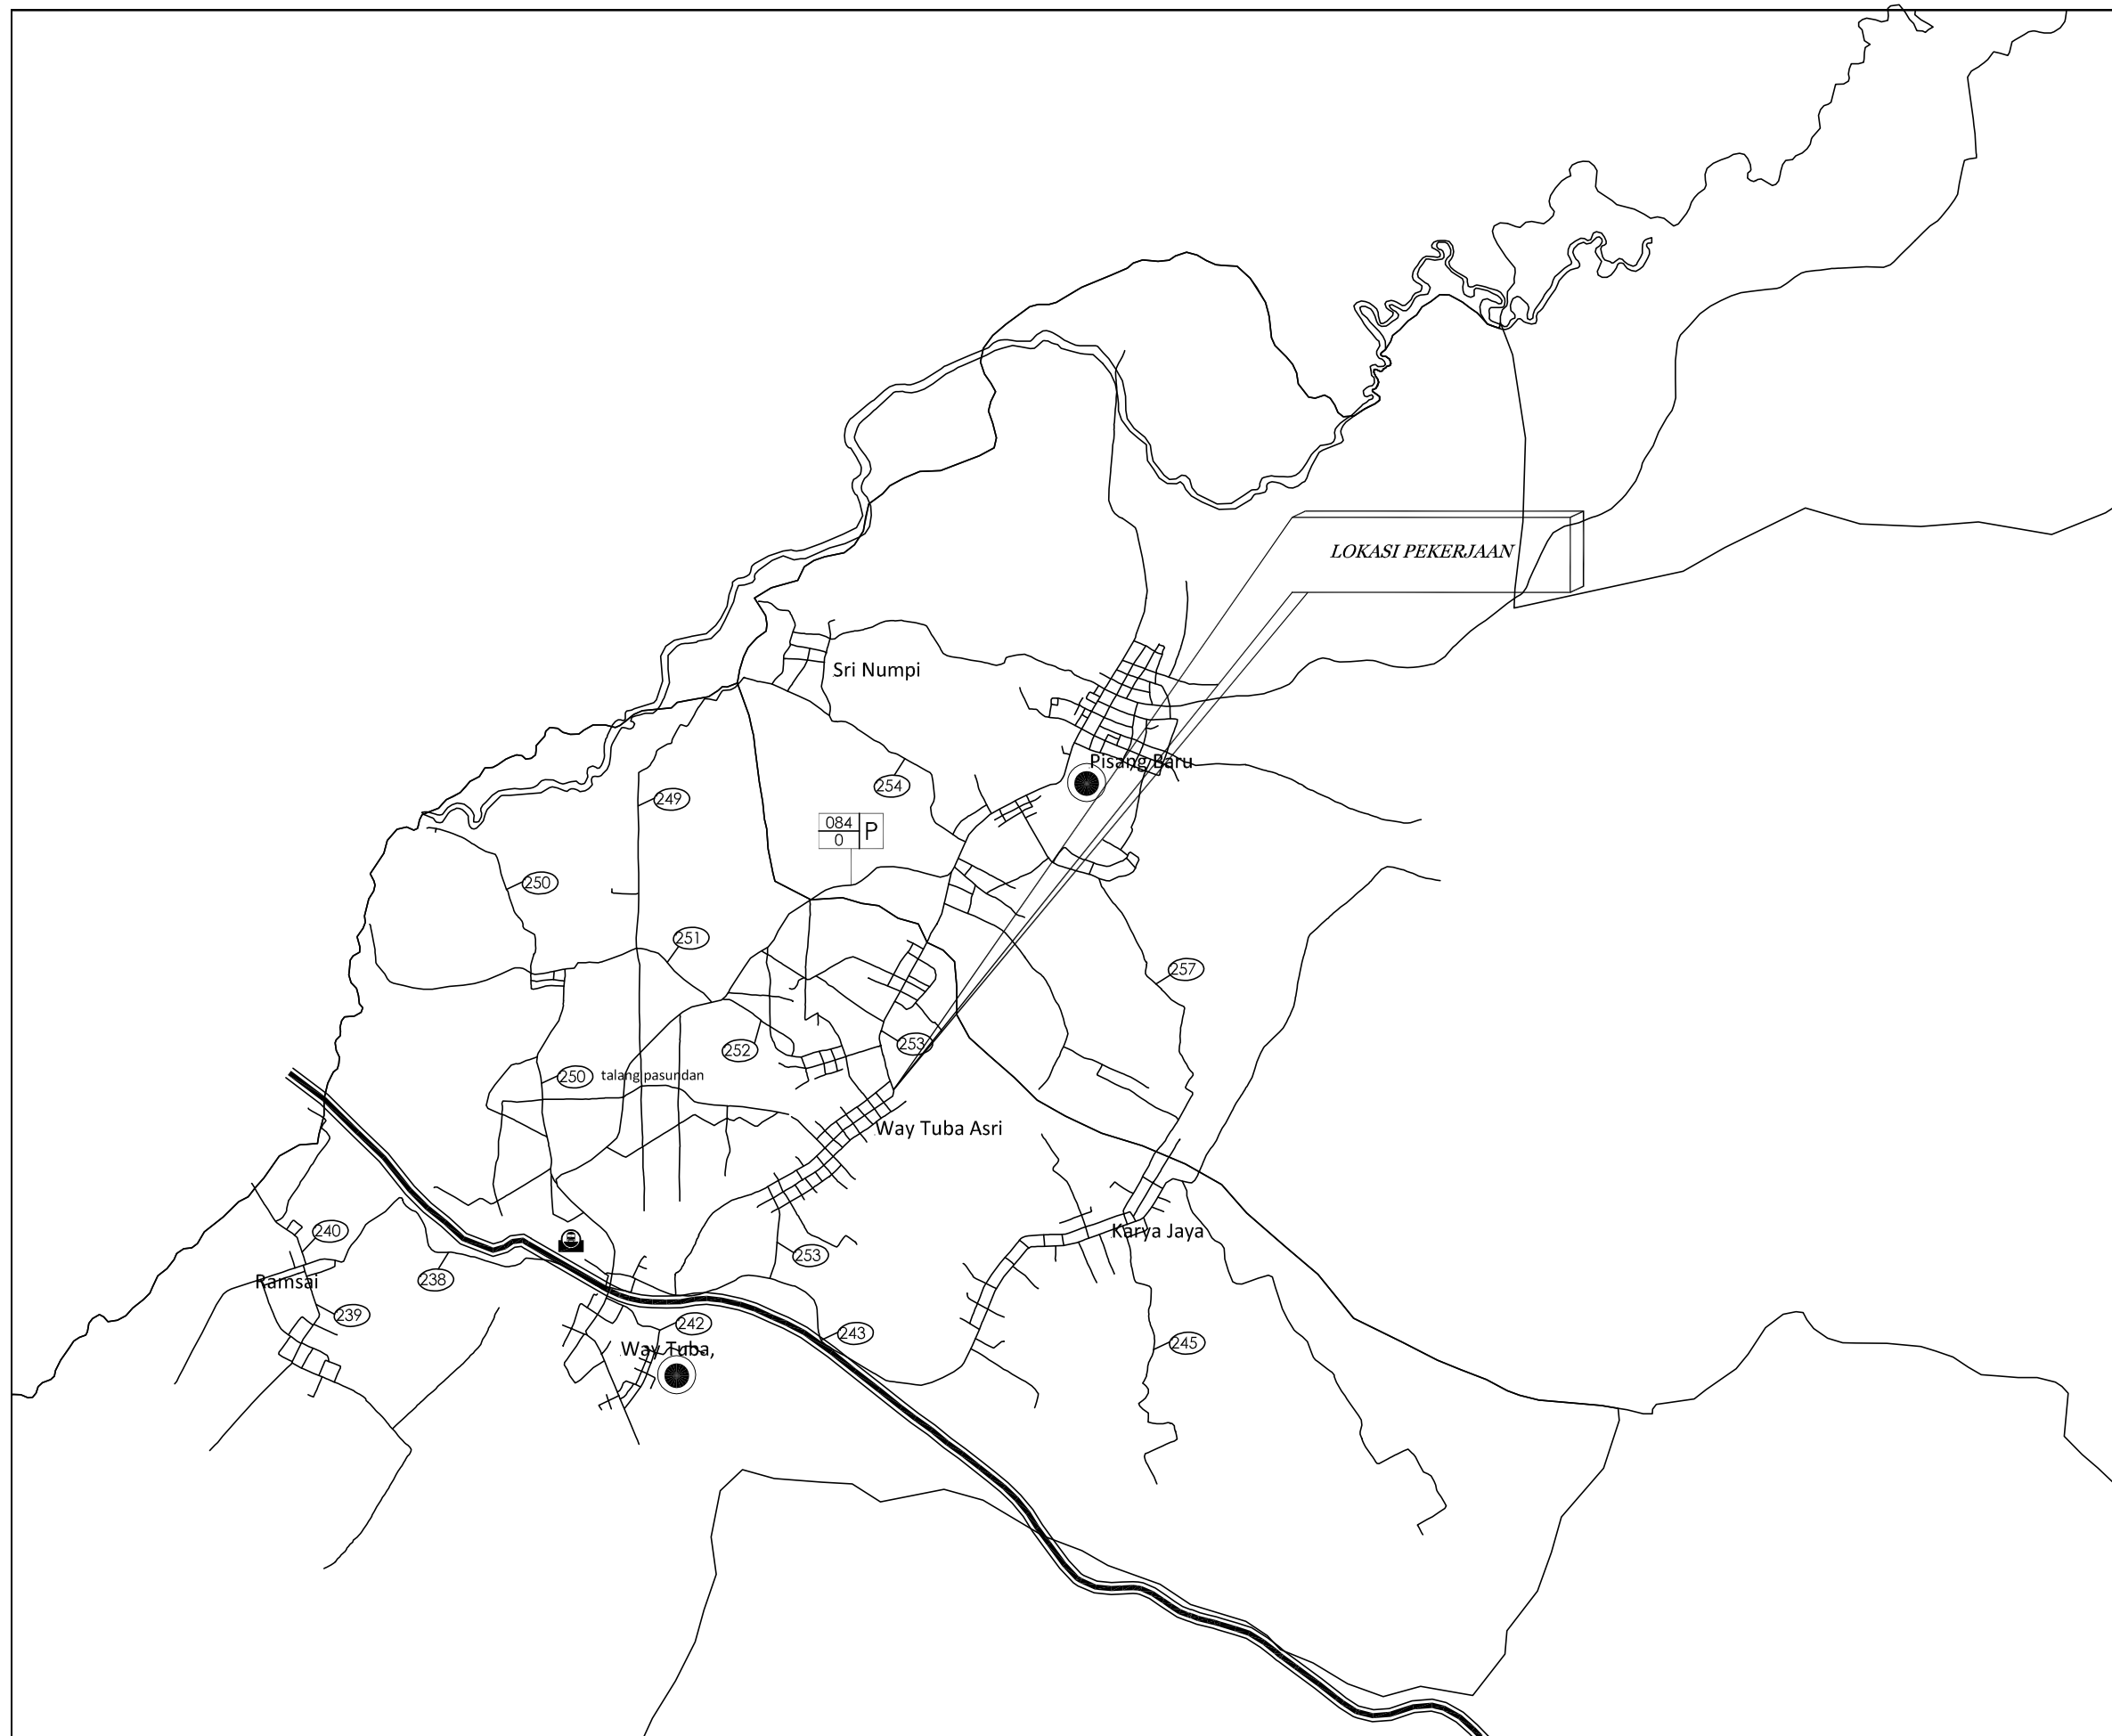 LOKASI PEKERJAAN
Sri Numpi
Pisang Baru
254
249
084
0
P
250
251
257
253
252
250
talang pasundan
Way Tuba Asri
240
Karya Jaya
253
238
Ramsai
239
242
243
245
Way Tuba,